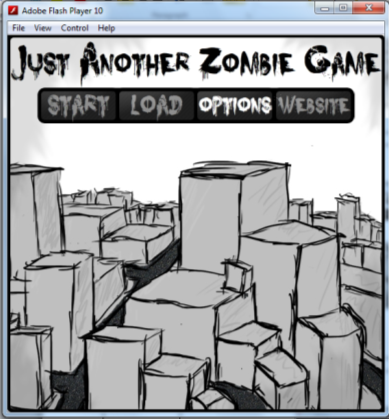 Adobe Flash Player 10
File View Control Help
Just Another Zombie Game
START LOAD OPTIONS WEBSITE